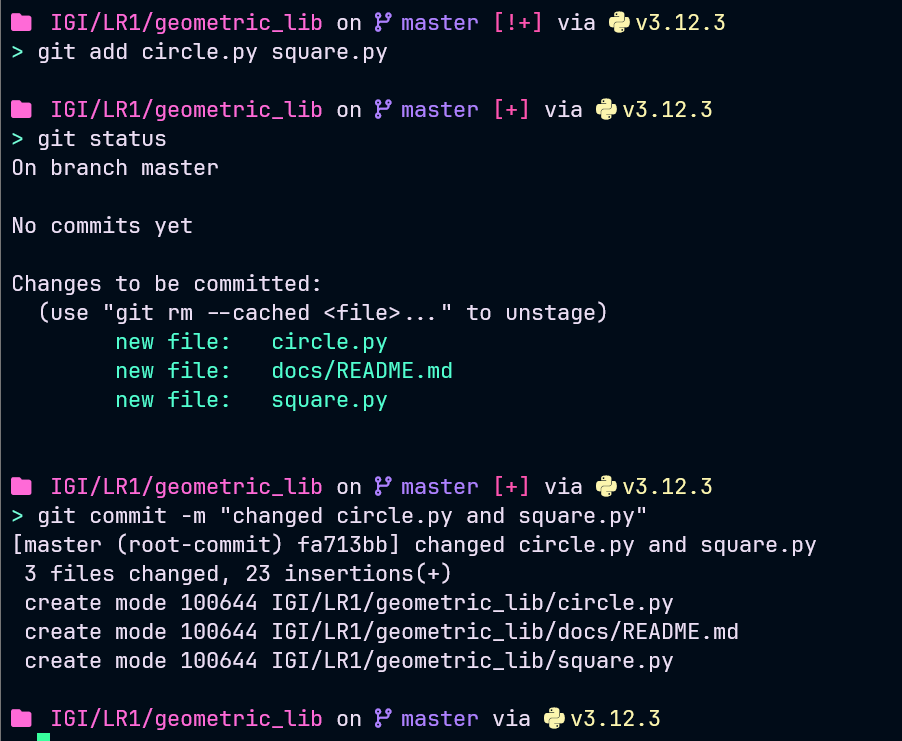 IGI/LR1/geometric_lib on master [!+] via v3.12.3
> git add circle.py square.py
IGI/LR1/geometric_lib on master [+] via v3.12.3
> git status
On branch master
No commits yet
Changes to be committed:
(use "git rm --cached <file>..." to unstage)
new file: circle.py
new file: docs/README.md
new file: square.py
IGI/LR1/geometric_lib on master [+] via v3.12.3
> git commit -m "changed circle.py and square.py"
[master (root-commit) fa713bb] changed circle.py and square.py
3 files changed, 23 insertions(+)
create mode 100644 IGI/LR1/geometric_lib/circle.py
create mode 100644 IGI/LR1/geometric_lib/docs/README.md
create mode 100644 IGI/LR1/geometric_lib/square.py
IGI/LR1/geometric_lib on master via v3.12.3